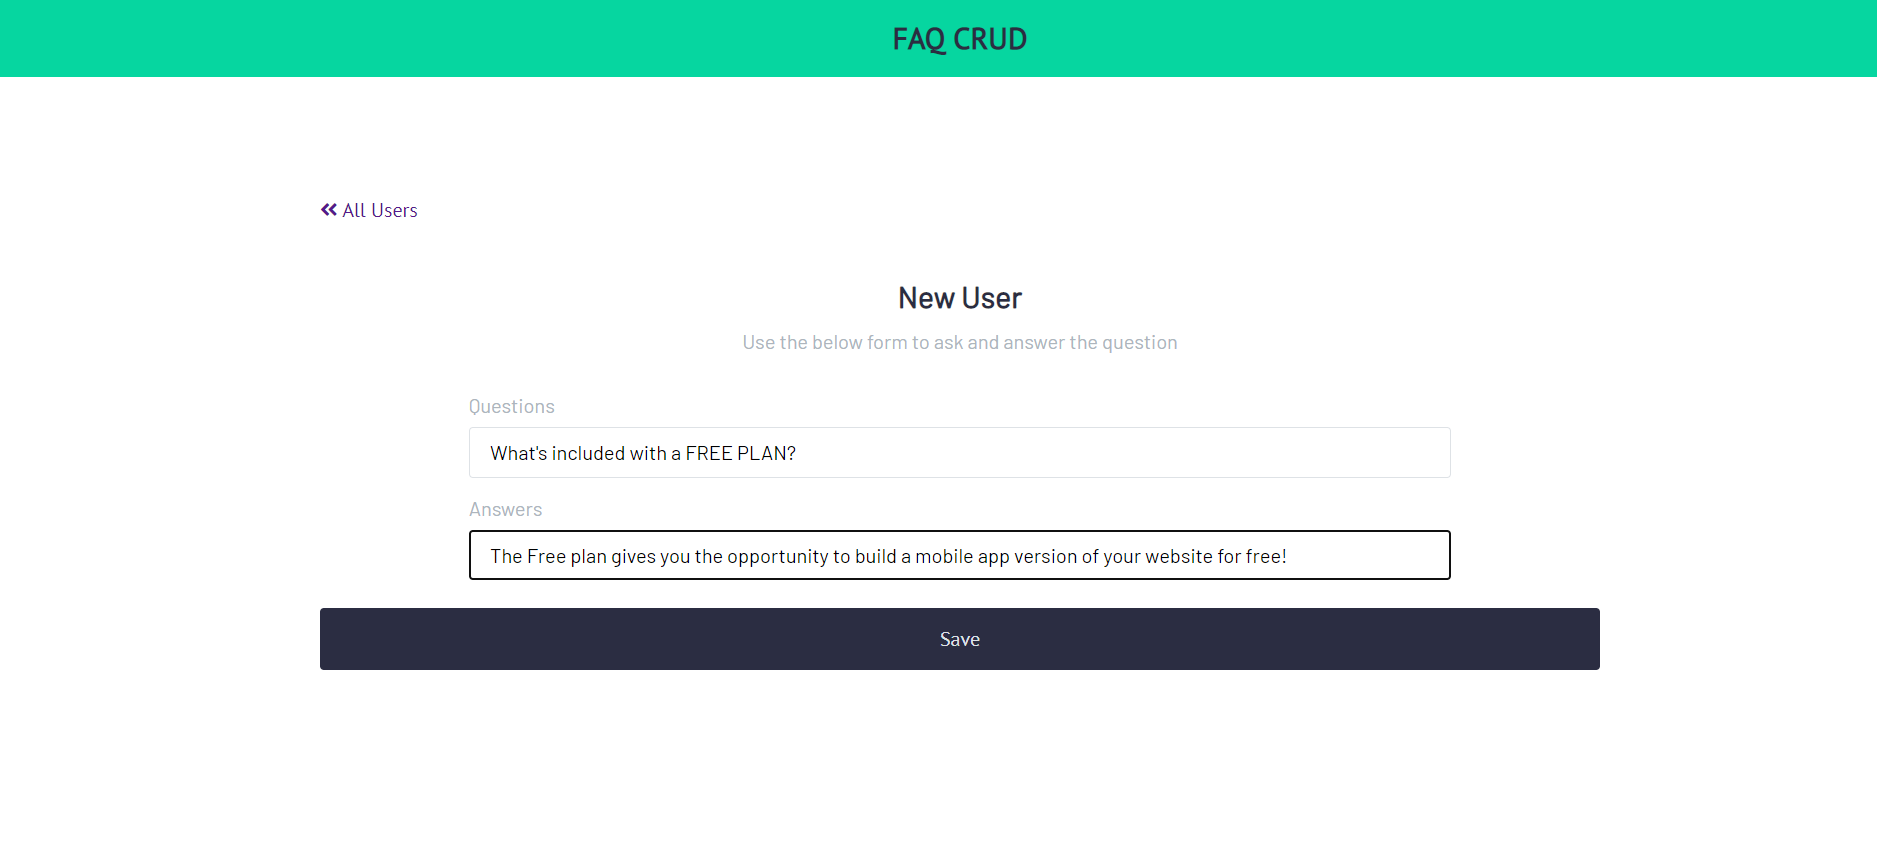 FAQ CRUD
All Users
New User
Use the below form to ask and answer the question
Questions
What's included with a FREE PLAN?
Answers
The Free plan gives you the opportunity to build a mobile app version of your website for free!
Save